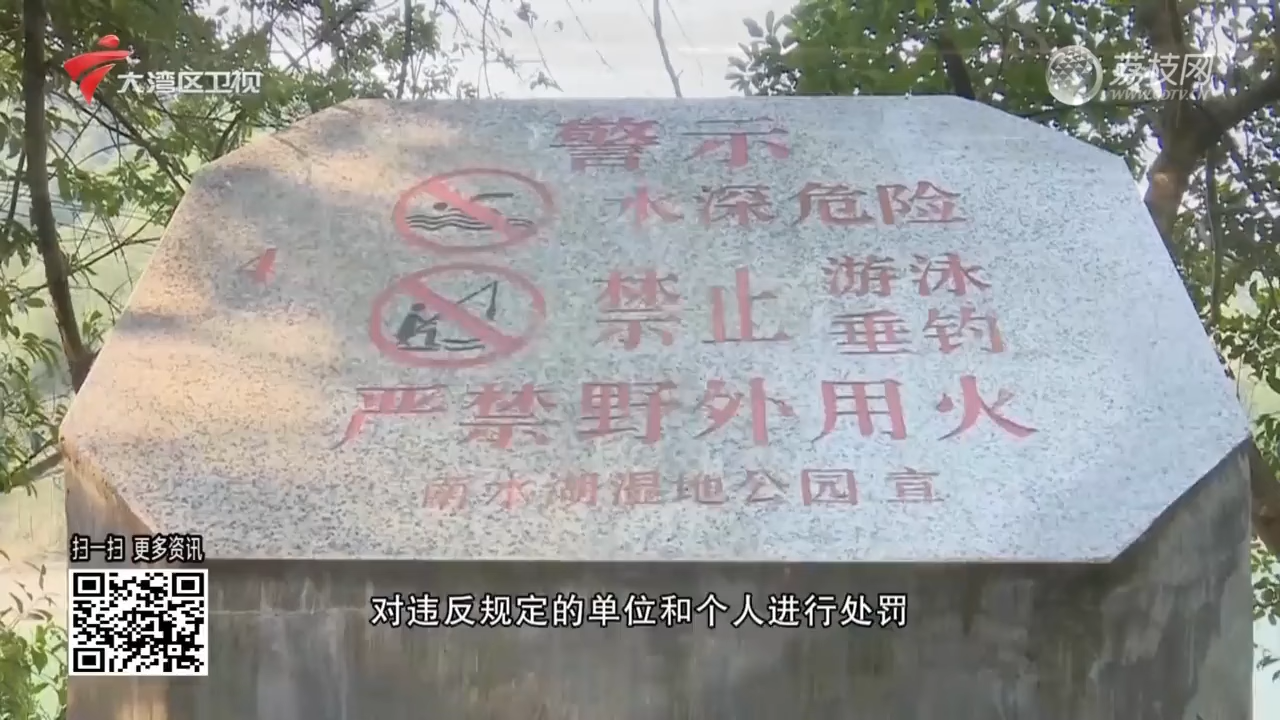 大湾区卫视
荔枝网
警示
水深危险
禁止 游泳 垂钓
严禁野外用火
南水湖湿地公园 宣
扫一扫 更多资讯
对违反规定的单位和个人进行处罚